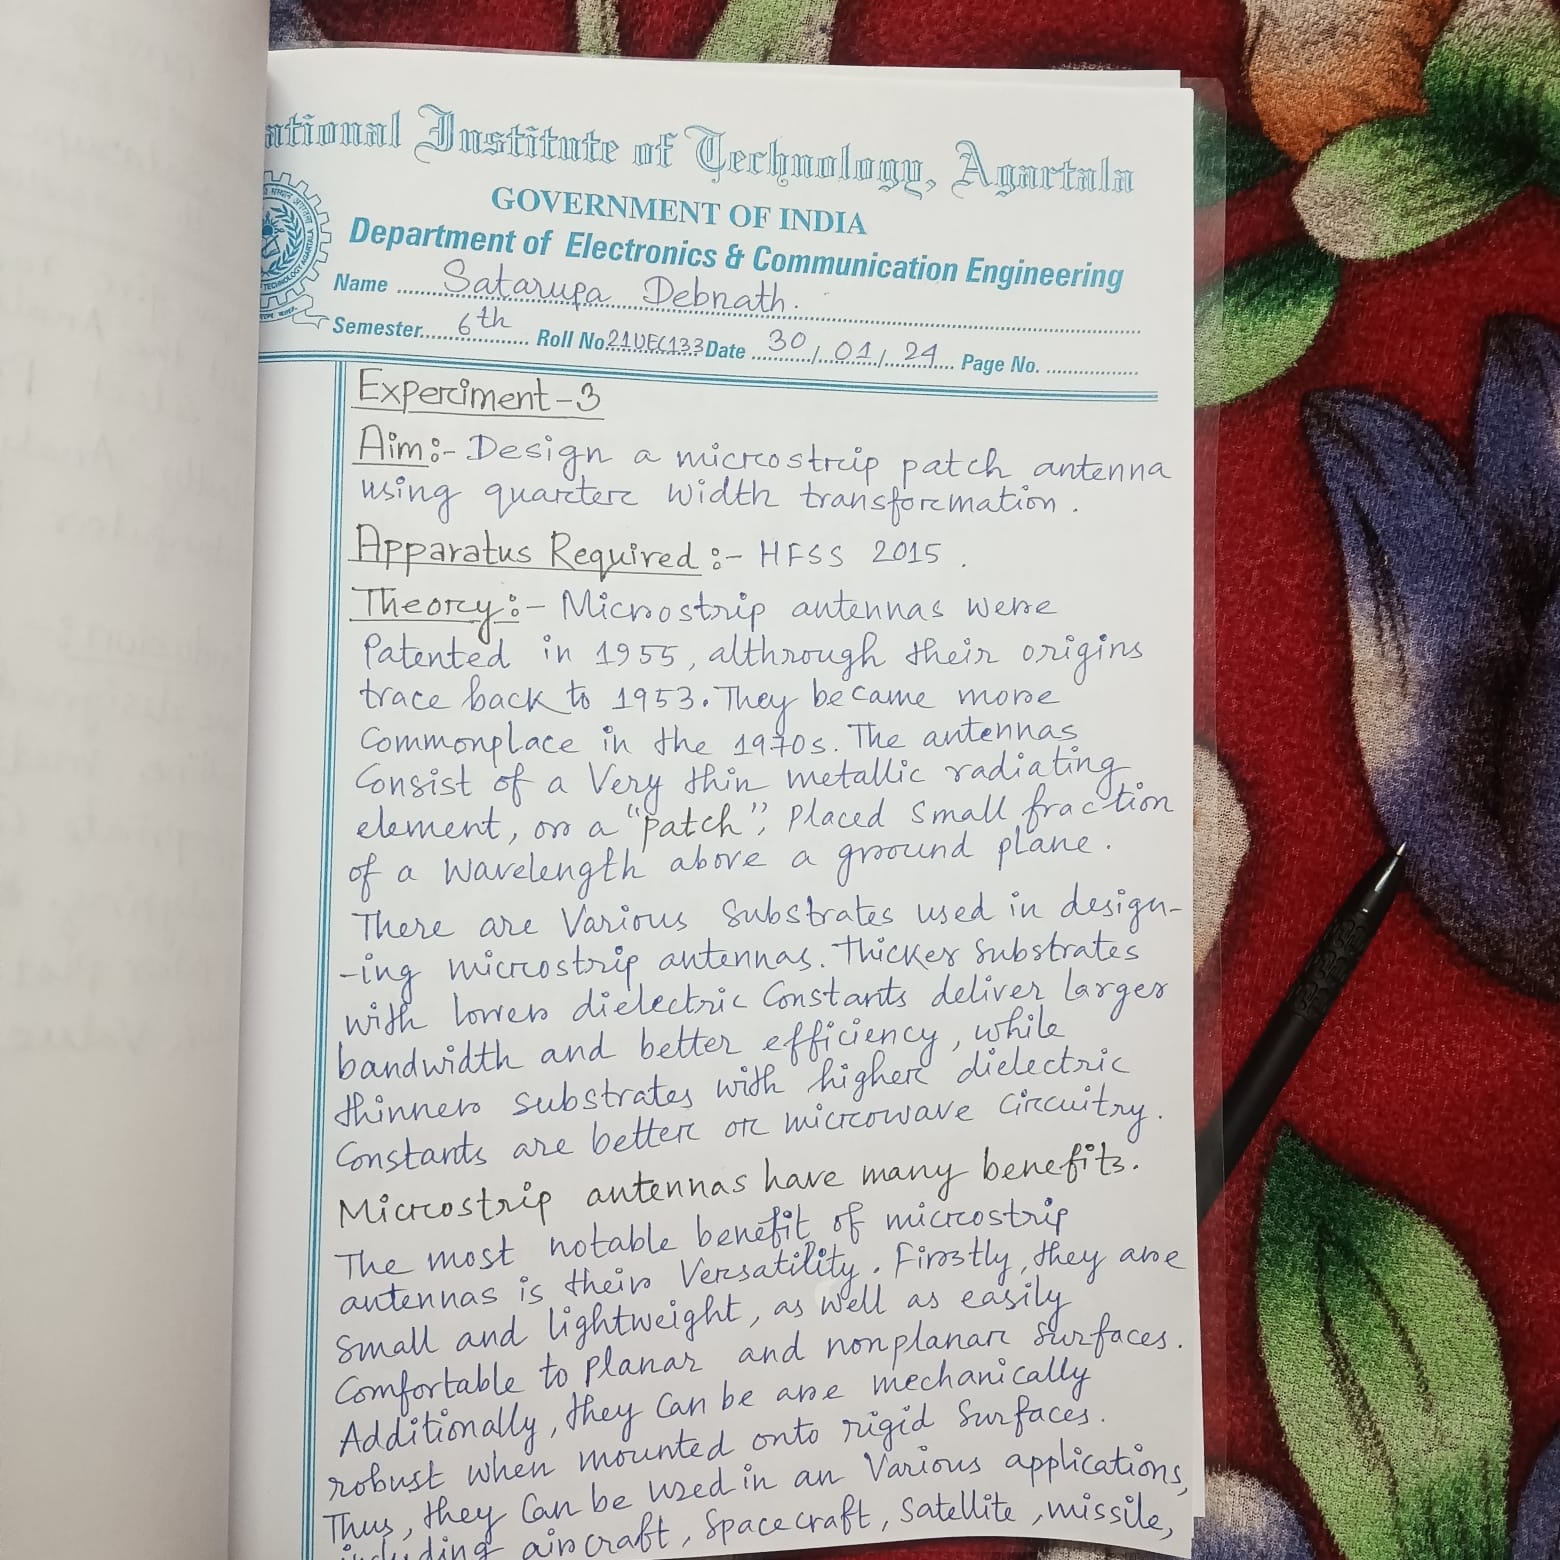 ational Institute of Technology, Agartala
GOVERNMENT OF INDIA
Department of Electronics & Communication Engineering
Name Satarupa Debnath.
Semester 6th Roll No. 21UEC133 Date 30/01/24 Page No.
Experiment-3
Aim:- Design a microstrip patch antenna
using quarter width transformation.
Apparatus Required :- HFSS 2015.
Theory:- Microstrip antennas were
Patented in 1955, althrough their origins
trace back to 1953. They became more
Commonplace in the 1970s. The antennas
Consist of a Very thin metallic radiating
element, or a "patch", Placed Small fraction
of a Wavelength above a ground plane.
There are Various Substrates used in design-
-ing microstrip antennas. Thicker Substrates
with lower dielectric Constants deliver larger
bandwidth and better efficiency, while
thinner substrates with higher dielectric
Constants are better or microwave Circuitry.
Microstrip antennas have many benefits.
The most notable benefit of microstrip
antennas is their Versatility. Firstly, they are
Small and lightweight, as well as easily
Comfortable to Planar and nonplanar Surfaces.
Additionally, they Can be are mechanically
robust when mounted onto rigid Surfaces.
Thus, they Can be used in an Various applications,
including aircraft, Spacecraft, Satellite, missile,